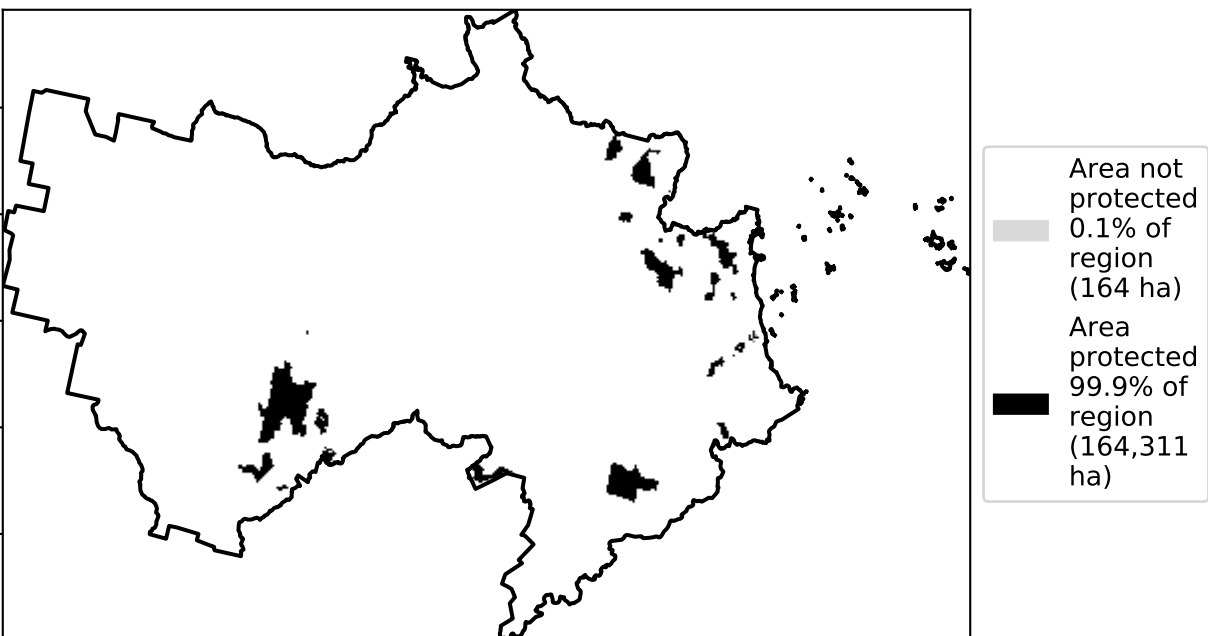 Area not
protected
0.1% of
region
(164 ha)
Area
protected
99.9% of
region
(164,311
ha)